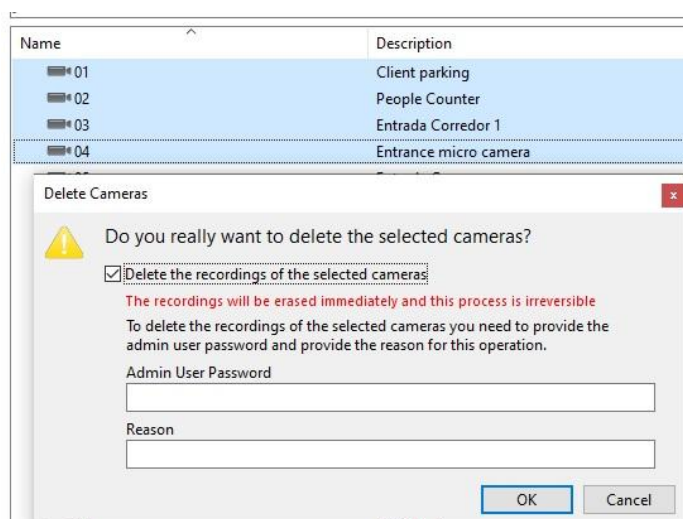 Name Description
01 Client parking
02 People Counter
03 Entrada Corredor 1
04 Entrance micro camera
Delete Cameras
Do you really want to delete the selected cameras?
Delete the recordings of the selected cameras
The recordings will be erased immediately and this process is irreversible
To delete the recordings of the selected cameras you need to provide the
admin user password and provide the reason for this operation.
Admin User Password
Reason
OK Cancel